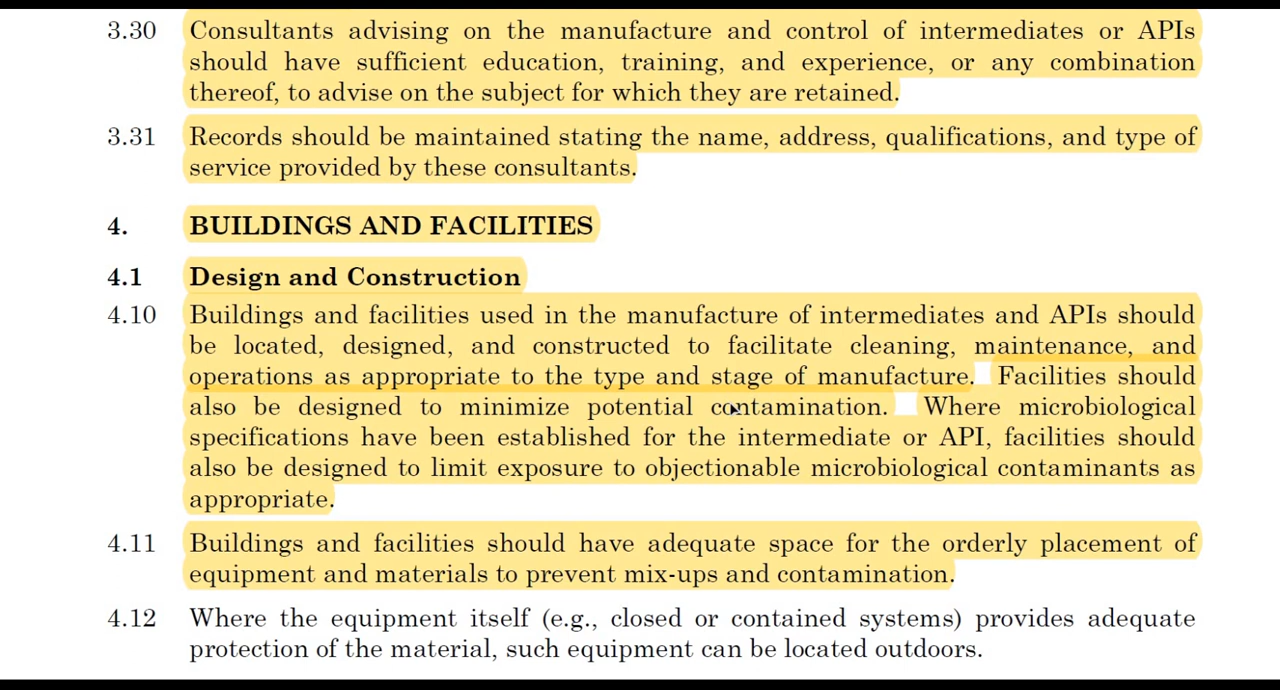 3.30 Consultants advising on the manufacture and control of intermediates or APIs
should have sufficient education, training, and experience, or any combination
thereof, to advise on the subject for which they are retained.
3.31 Records should be maintained stating the name, address, qualifications, and type of
service provided by these consultants.
4. BUILDINGS AND FACILITIES
4.1 Design and Construction
4.10 Buildings and facilities used in the manufacture of intermediates and APIs should
be located, designed, and constructed to facilitate cleaning, maintenance, and
operations as appropriate to the type and stage of manufacture. Facilities should
also be designed to minimize potential contamination. Where microbiological
specifications have been established for the intermediate or API, facilities should
also be designed to limit exposure to objectionable microbiological contaminants as
appropriate.
4.11 Buildings and facilities should have adequate space for the orderly placement of
equipment and materials to prevent mix-ups and contamination.
4.12 Where the equipment itself (e.g., closed or contained systems) provides adequate
protection of the material, such equipment can be located outdoors.